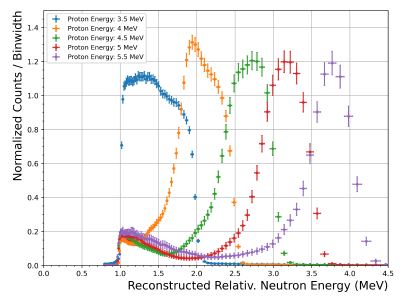 Normalized Counts / Binwidth
1.4
1.2
1.0
0.8
0.6
0.4
0.2
0.0
Proton Energy: 3.5 MeV
Proton Energy: 4 MeV
Proton Energy: 4.5 MeV
Proton Energy: 5 MeV
Proton Energy: 5.5 MeV
0.0 0.5 1.0 1.5 2.0 2.5 3.0 3.5 4.0 4.5
Reconstructed Relativ. Neutron Energy (MeV)